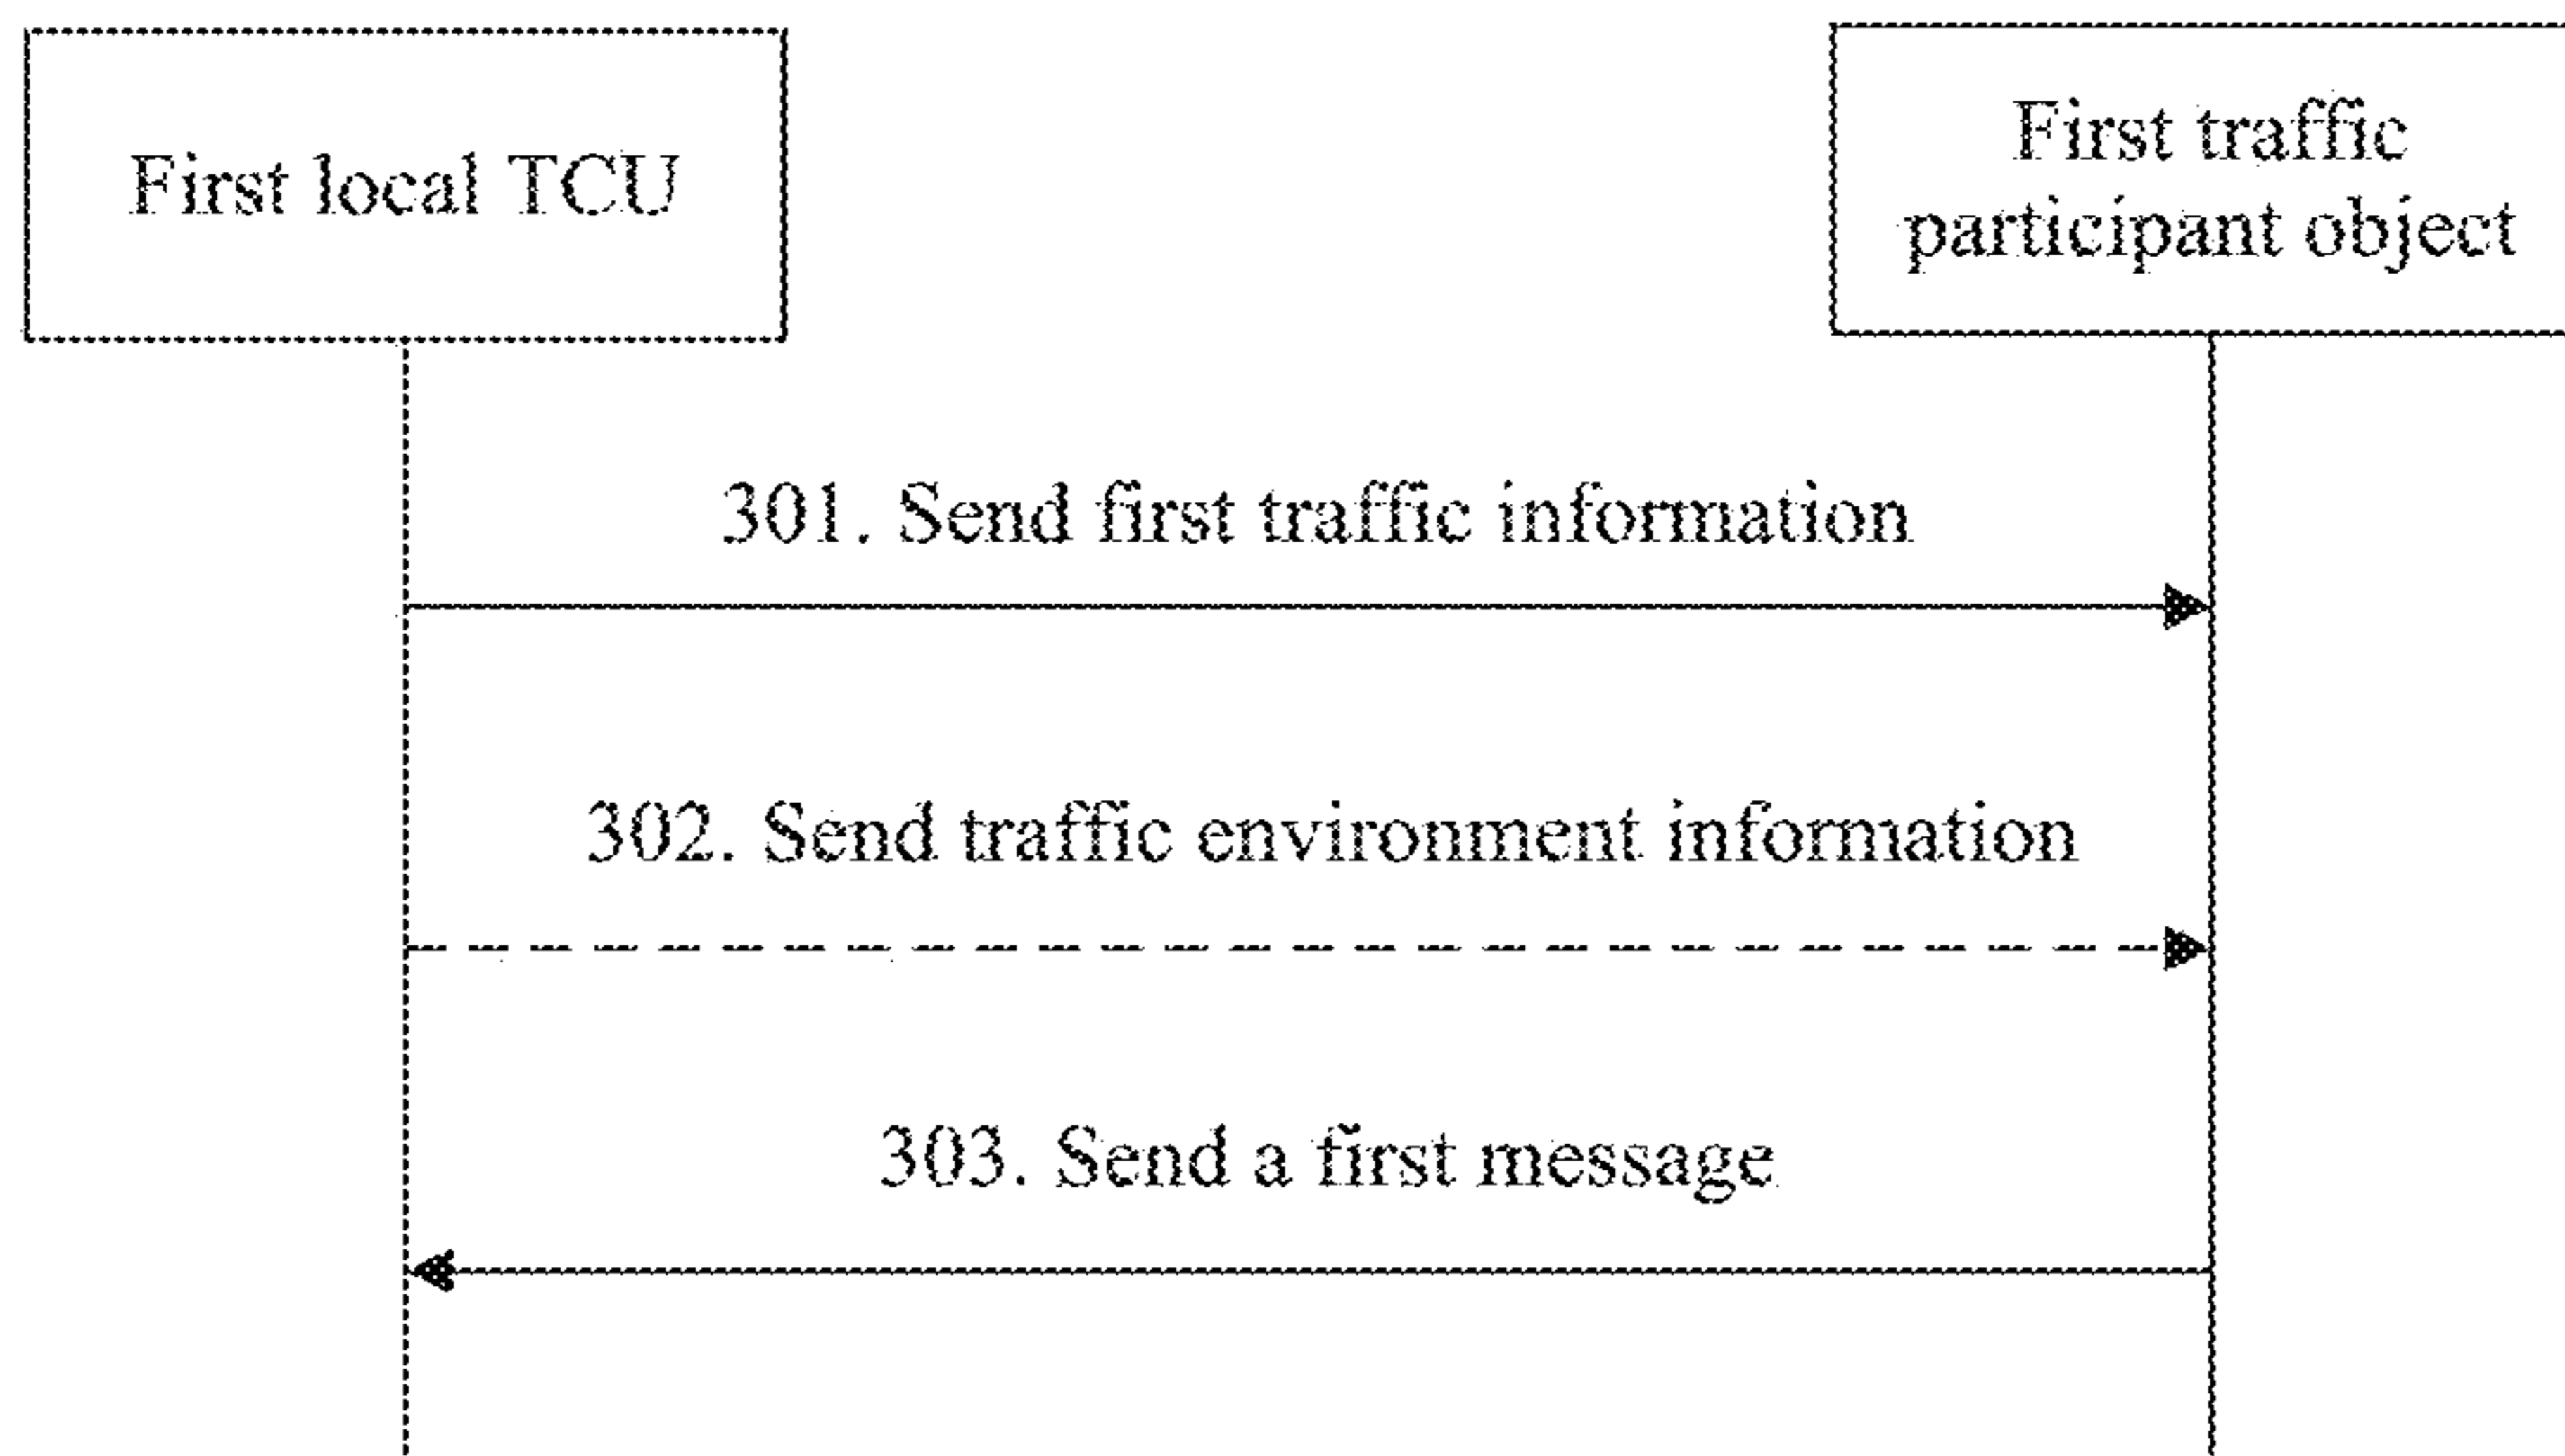 First local TCU
First traffic
participant object
301. Send first traffic information
302. Send traffic environment information
303. Send a first message